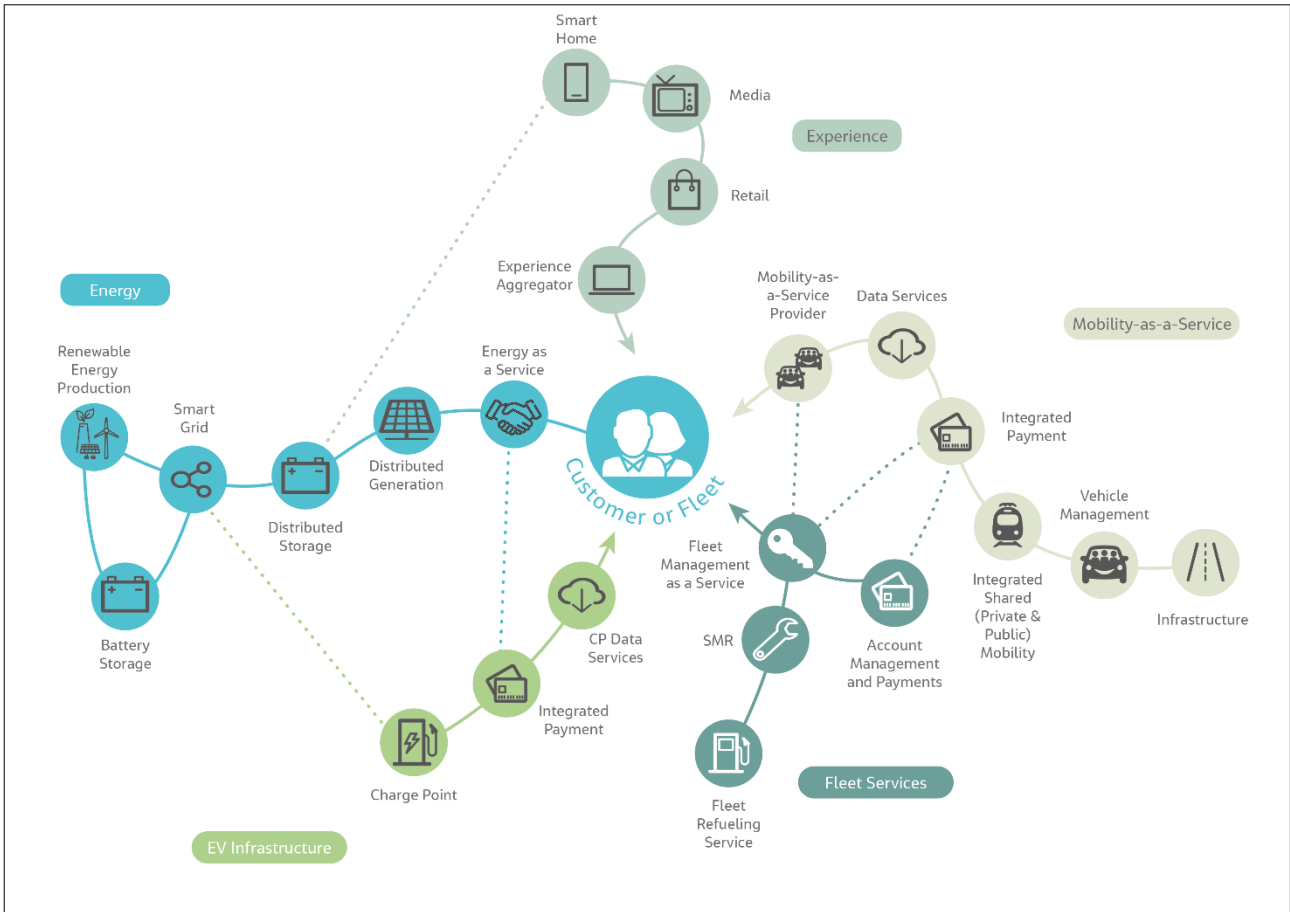 Smart
Home
Media
Experience
Retail
Experience
Aggregator
Energy
Mobility-as-
a-Service
Provider
Data Services
Mobility-as-a-Service
Renewable
Energy
Production
Smart
Grid
Energy as
a Service
Distributed
Generation
Distributed
Storage
Battery
Storage
Customer or Fleet
Integrated
Payment
Vehicle
Management
Integrated
Shared
(Private &
Public)
Mobility
Infrastructure
Fleet
Management
as a Service
CP Data
Services
SMR
Account
Management
and Payments
Integrated
Payment
Charge Point
Fleet
Refueling
Service
Fleet Services
EV Infrastructure